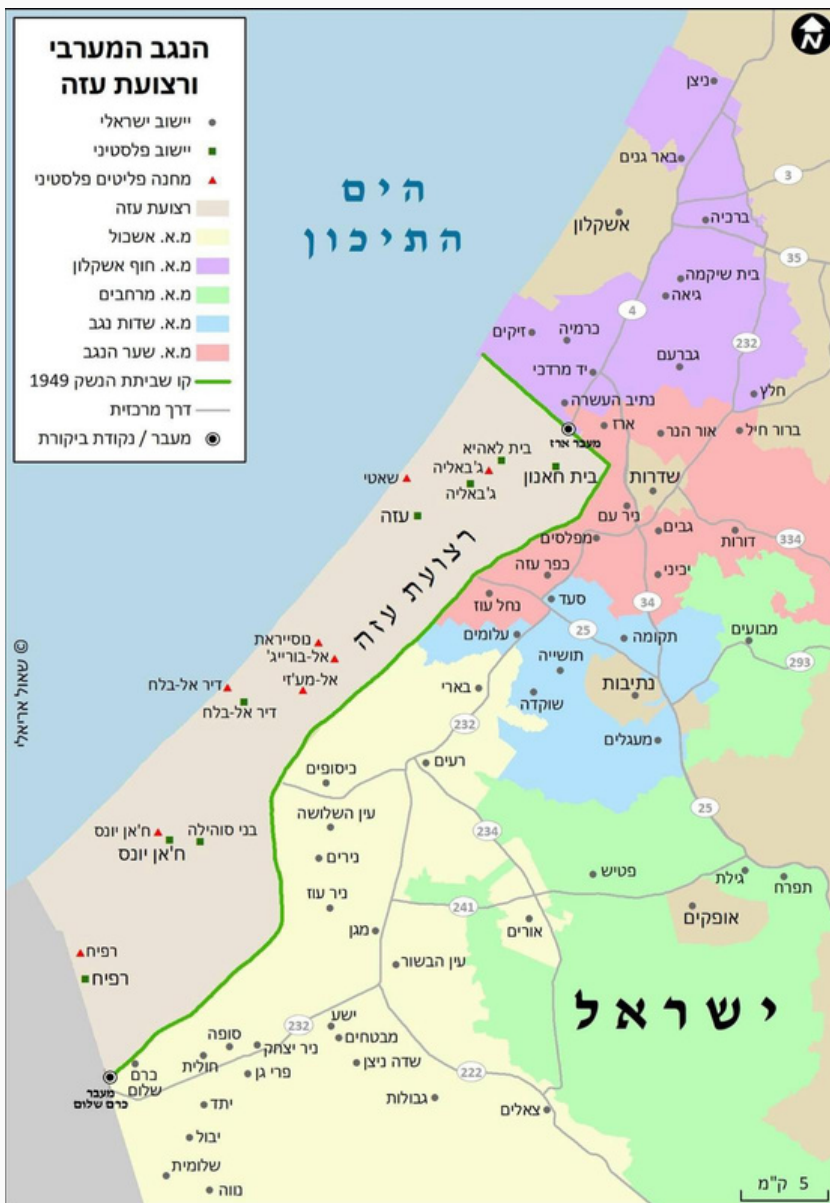 הנגב המערבי
ורצועת עזה
יישוב ישראלי
יישוב פלסטיני
מחנה פליטים פלסטיני
רצועת עזה
מ.א. אשכול
מ.א. חוף אשקלון
מ.א. מרחבים
מ.א. שדות נגב
מ.א. שער הנגב
קו שביתת הנשק 1949
דרך מרכזית
מעבר / נקודת ביקורת
N
הים
התיכון
ניצן
באר גנים
3
ברכיה
אשקלון
35
בית שיקמה
גיאה
4
232
זיקים
כרמיה
גברעם
יד מרדכי
חלץ
נתיב העשרה
מעבר ארז
ארז
אור הנר
ברור חיל
בית לאהיא
ג'באליה
שאטי
בית חאנון
ג'באליה
שדרות
עזה
ניר עם
גבים
מפלסים
דורות
334
רצועת עזה
כפר עזה
יכיני
נחל עוז
סעד
34
עלומים
25
תקומה
מבועים
נוסייראת
אל-בורייג'
תושייה
293
אל-מע'זי
דיר אל-בלח
דיר אל-בלח
בארי
שוקדה
נתיבות
232
מעגלים
רעים
כיסופים
25
עין השלושה
234
ח'אן יונס
בני סוהילה
ח'אן יונס
נירים
פטיש
גילת
תפרח
ניר עוז
241
אופקים
מגן
אורים
רפיח
רפיח
עין הבשור
ישראל
232
ישע
סופה
ניר יצחק
מבטחים
כרם
שלום
חולית
פרי גן
שדה ניצן
222
מעבר
כרם שלום
יתד
גבולות
צאלים
יבול
שלומית
נווה
5 ק"מ
© שאול אריאלי